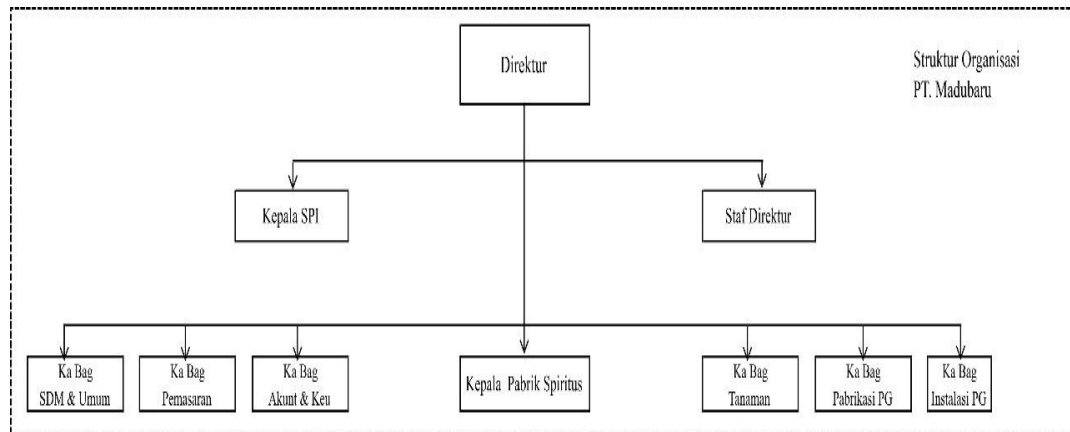 Direktur
Struktur Organisasi
PT. Madubaru
Kepala SPI
Staf Direktur
Ka Bag
SDM & Umum
Ka Bag
Pemasaran
Ka Bag
Akunt & Keu
Kepala Pabrik Spiritus
Ka Bag
Tanaman
Ka Bag
Pabrikasi PG
Ka Bag
Instalasi PG